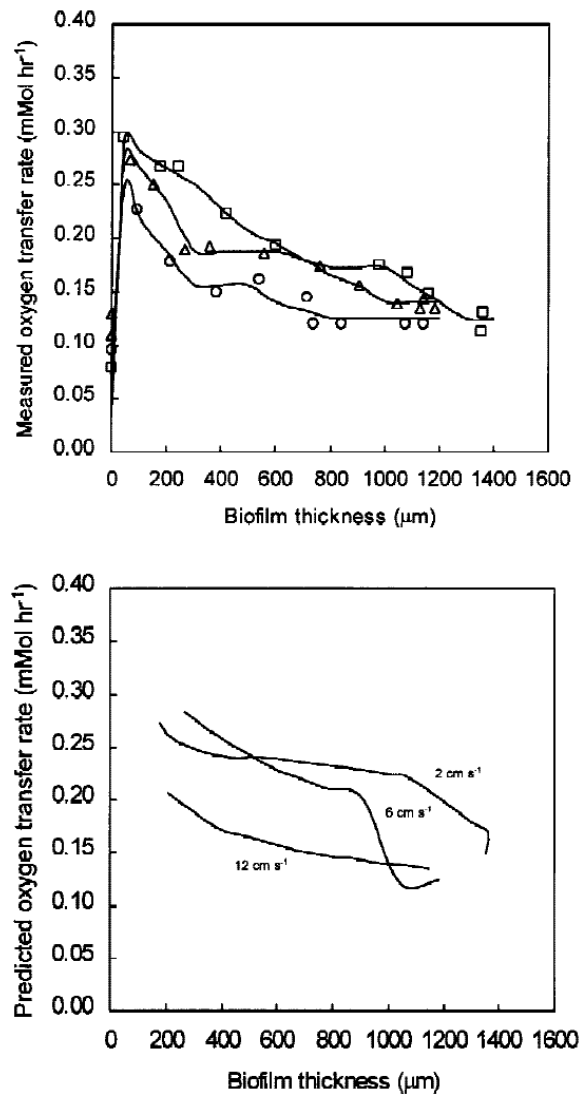 Measured oxygen transfer rate (mMol hr⁻¹)
0.40
0.35
0.30
0.25
0.20
0.15
0.10
0.05
0.00
0 200 400 600 800 1000 1200 1400 1600
Biofilm thickness (μm)
Predicted oxygen transfer rate (mMol hr⁻¹)
0.40
0.35
0.30
0.25
0.20
0.15
0.10
0.05
0.00
2 cm s⁻¹
6 cm s⁻¹
12 cm s⁻¹
0 200 400 600 800 1000 1200 1400 1600
Biofilm thickness (μm)